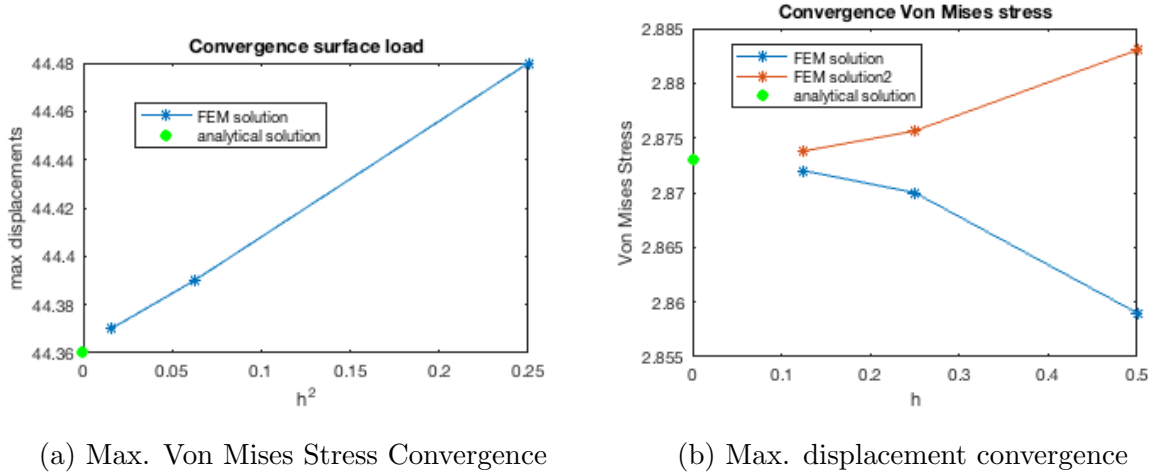 Convergence surface load
44.48
44.46
44.44
44.42
44.4
44.38
44.36
max displacements
FEM solution
analytical solution
0
0.05
0.1
0.15
0.2
0.25
h²
(a) Max. Von Mises Stress Convergence
Convergence Von Mises stress
2.885
2.88
2.875
2.87
2.865
2.86
2.855
Von Mises Stress
FEM solution
FEM solution2
analytical solution
0
0.1
0.2
0.3
0.4
0.5
h
(b) Max. displacement convergence